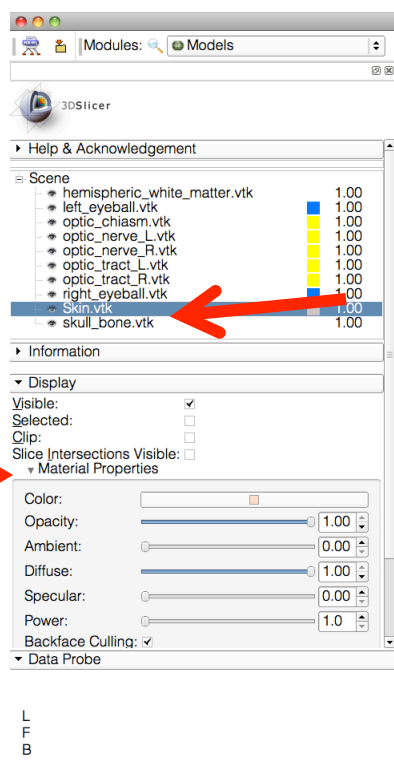 Modules: Models
3DSlicer
Help & Acknowledgement
Scene
hemispheric_white_matter.vtk 1.00
left_eyeball.vtk 1.00
optic_chiasm.vtk 1.00
optic_nerve_L.vtk 1.00
optic_nerve_R.vtk 1.00
optic_tract_L.vtk 1.00
optic_tract_R.vtk 1.00
right_eyeball.vtk 1.00
Skin.vtk 1.00
skull_bone.vtk 1.00
Information
Display
Visible:
Selected:
Clip:
Slice Intersections Visible:
Material Properties
Color:
Opacity: 1.00
Ambient: 0.00
Diffuse: 1.00
Specular: 0.00
Power: 1.0
Backface Culling:
Data Probe
L
F
B